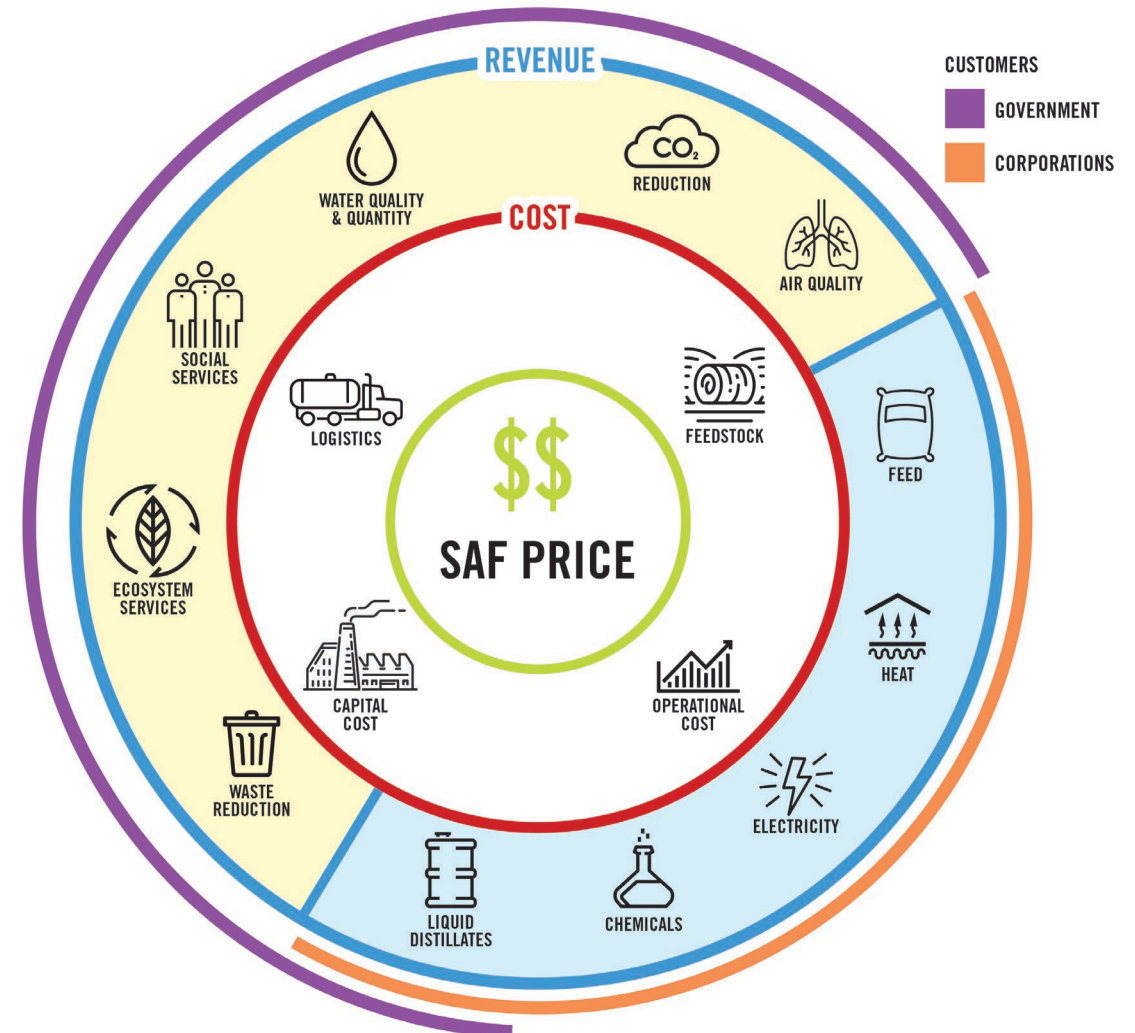 REVENUE
CUSTOMERS
GOVERNMENT
CORPORATIONS
CO₂
REDUCTION
WATER QUALITY
& QUANTITY
COST
AIR QUALITY
SOCIAL
SERVICES
LOGISTICS
FEEDSTOCK
FEED
$$
SAF PRICE
ECOSYSTEM
SERVICES
HEAT
CAPITAL
COST
OPERATIONAL
COST
WASTE
REDUCTION
ELECTRICITY
LIQUID
DISTILLATES
CHEMICALS